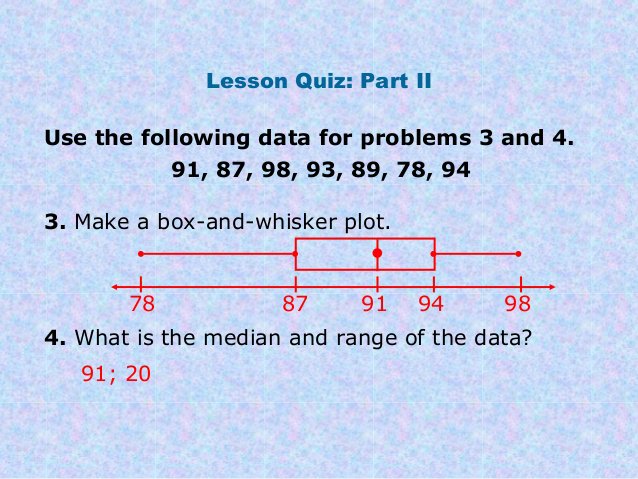 Lesson Quiz: Part II
Use the following data for problems 3 and 4.
91, 87, 98, 93, 89, 78, 94
3. Make a box-and-whisker plot.
78 87 91 94 98
4. What is the median and range of the data?
91; 20